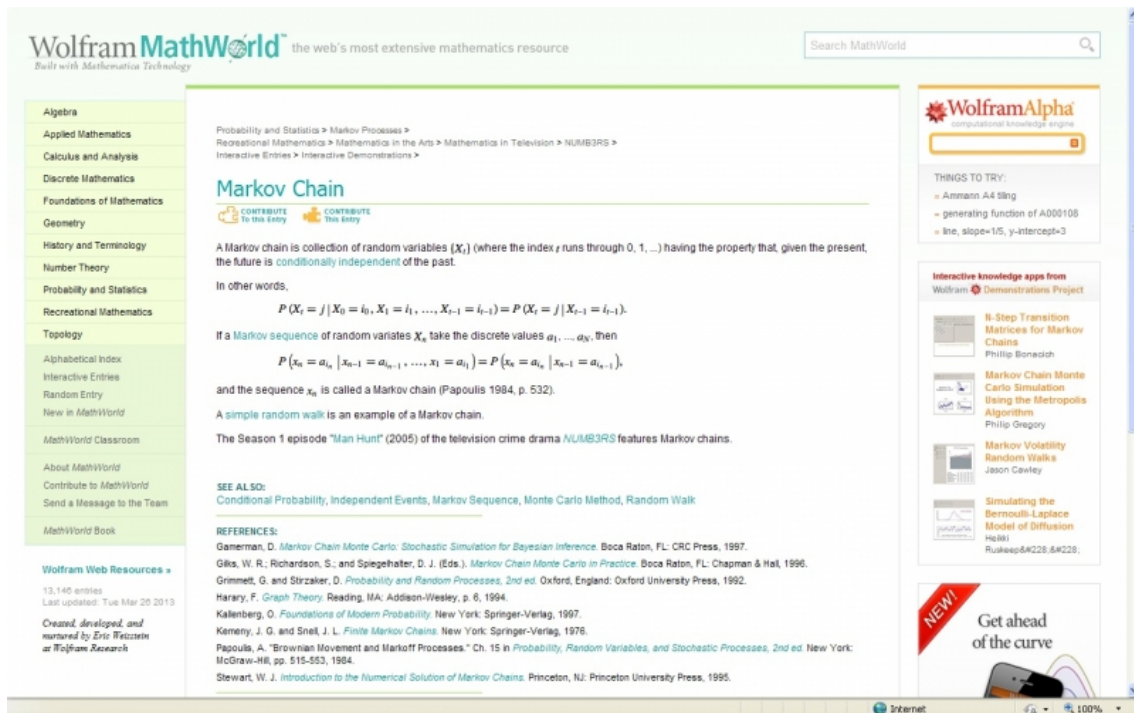 Wolfram MathWorld™ the web's most extensive mathematics resource
Built with Mathematica Technology
Search MathWorld
Algebra
Applied Mathematics
Calculus and Analysis
Discrete Mathematics
Foundations of Mathematics
Geometry
History and Terminology
Number Theory
Probability and Statistics
Recreational Mathematics
Topology
Alphabetical Index
Interactive Entries
Random Entry
New in MathWorld
MathWorld Classroom
About MathWorld
Contribute to MathWorld
Send a Message to the Team
MathWorld Book
Wolfram Web Resources »
13,146 entries
Last updated: Tue Mar 26 2013
Created, developed, and
nurtured by Eric Weisstein
at Wolfram Research
Probability and Statistics > Markov Processes >
Recreational Mathematics > Mathematics in the Arts > Mathematics in Television > NUMB3RS >
Interactive Entries > Interactive Demonstrations >
Markov Chain
CONTRIBUTE
To this Entry
CONTRIBUTE
This Entry
A Markov chain is collection of random variables {X_t} (where the index t runs through 0, 1, ...) having the property that, given the present,
the future is conditionally independent of the past.
In other words,
P(X_t = j | X_0 = i_0, X_1 = i_1, ..., X_{t-1} = i_{t-1}) = P(X_t = j | X_{t-1} = i_{t-1}).
If a Markov sequence of random variates X_n take the discrete values a_1, ..., a_N, then
P(x_n = a_{i_n} | x_{n-1} = a_{i_{n-1}}, ..., x_1 = a_{i_1}) = P(x_n = a_{i_n} | x_{n-1} = a_{i_{n-1}}),
and the sequence x_n is called a Markov chain (Papoulis 1984, p. 532).
A simple random walk is an example of a Markov chain.
The Season 1 episode "Man Hunt" (2005) of the television crime drama NUMB3RS features Markov chains.
SEE ALSO:
Conditional Probability, Independent Events, Markov Sequence, Monte Carlo Method, Random Walk
REFERENCES:
Gamerman, D. Markov Chain Monte Carlo: Stochastic Simulation for Bayesian Inference. Boca Raton, FL: CRC Press, 1997.
Gilks, W. R.; Richardson, S.; and Spiegelhalter, D. J. (Eds.). Markov Chain Monte Carlo in Practice. Boca Raton, FL: Chapman & Hall, 1996.
Grimmett, G. and Stirzaker, D. Probability and Random Processes, 2nd ed. Oxford, England: Oxford University Press, 1992.
Harary, F. Graph Theory. Reading, MA: Addison-Wesley, p. 6, 1994.
Kallenberg, O. Foundations of Modern Probability. New York: Springer-Verlag, 1997.
Kemeny, J. G. and Snell, J. L. Finite Markov Chains. New York: Springer-Verlag, 1976.
Papoulis, A. "Brownian Movement and Markoff Processes." Ch. 15 in Probability, Random Variables, and Stochastic Processes, 2nd ed. New York:
McGraw-Hill, pp. 515-553, 1984.
Stewart, W. J. Introduction to the Numerical Solution of Markov Chains. Princeton, NJ: Princeton University Press, 1995.
WolframAlpha
computational knowledge engine
THINGS TO TRY:
» Ammann A4 tiling
» generating function of A000108
» line, slope=1/5, y-intercept=3
Interactive knowledge apps from
Wolfram Demonstrations Project
N-Step Transition
Matrices for Markov
Chains
Phillip Bonacich
Markov Chain Monte
Carlo Simulation
Using the Metropolis
Algorithm
Philip Gregory
Markov Volatility
Random Walks
Jason Cawley
Simulating the
Bernoulli-Laplace
Model of Diffusion
Heikki
Ruskeep&#228;&#228;
NEW!
Get ahead
of the curve
Internet
100%